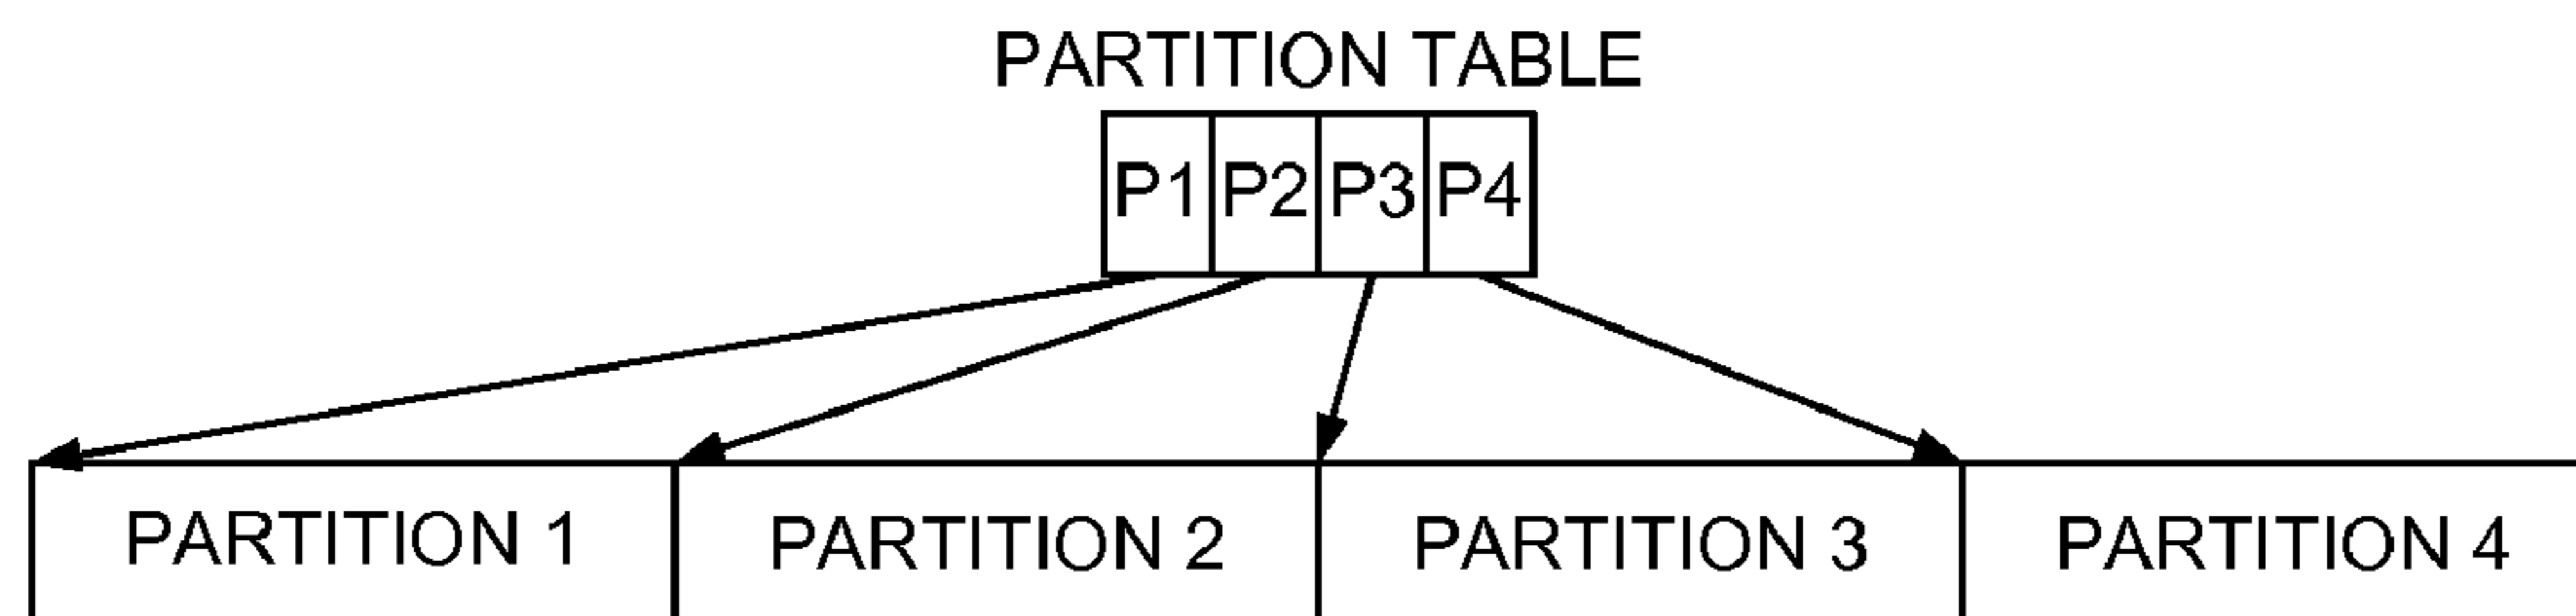 PARTITION TABLE
P1 P2 P3 P4
PARTITION 1 PARTITION 2 PARTITION 3 PARTITION 4